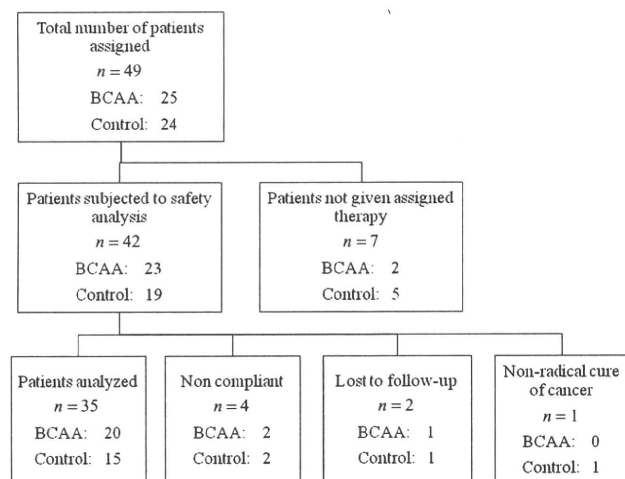 Total number of patients
assigned
n = 49
BCAA: 25
Control: 24
Patients subjected to safety
analysis
n = 42
BCAA: 23
Control: 19
Patients not given assigned
therapy
n = 7
BCAA: 2
Control: 5
Patients analyzed
n = 35
BCAA: 20
Control: 15
Non compliant
n = 4
BCAA: 2
Control: 2
Lost to follow-up
n = 2
BCAA: 1
Control: 1
Non-radical cure
of cancer
n = 1
BCAA: 0
Control: 1